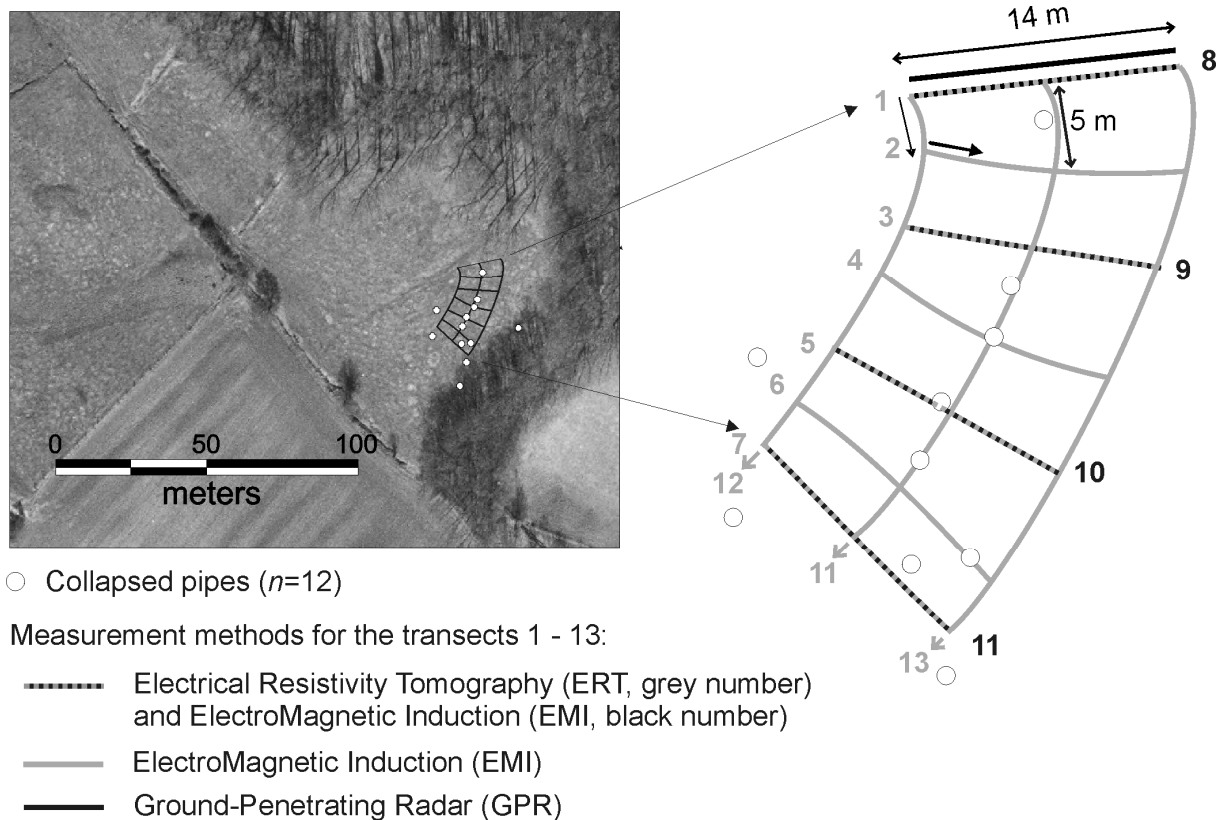 14 m
8
1
5 m
2
3
9
4
5
6
10
7
12
11
11
13
0 50 100
meters
Collapsed pipes (n=12)
Measurement methods for the transects 1 - 13:
Electrical Resistivity Tomography (ERT, grey number)
and ElectroMagnetic Induction (EMI, black number)
ElectroMagnetic Induction (EMI)
Ground-Penetrating Radar (GPR)